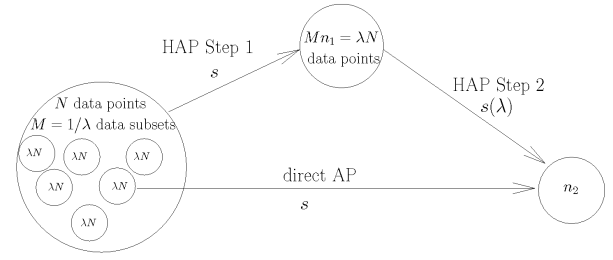 HAP Step 1
s
Mn₁ = λN
data points
HAP Step 2
s(λ)
N data points
M = 1/λ data subsets
λN
λN
λN
λN
λN
λN
direct AP
s
n₂